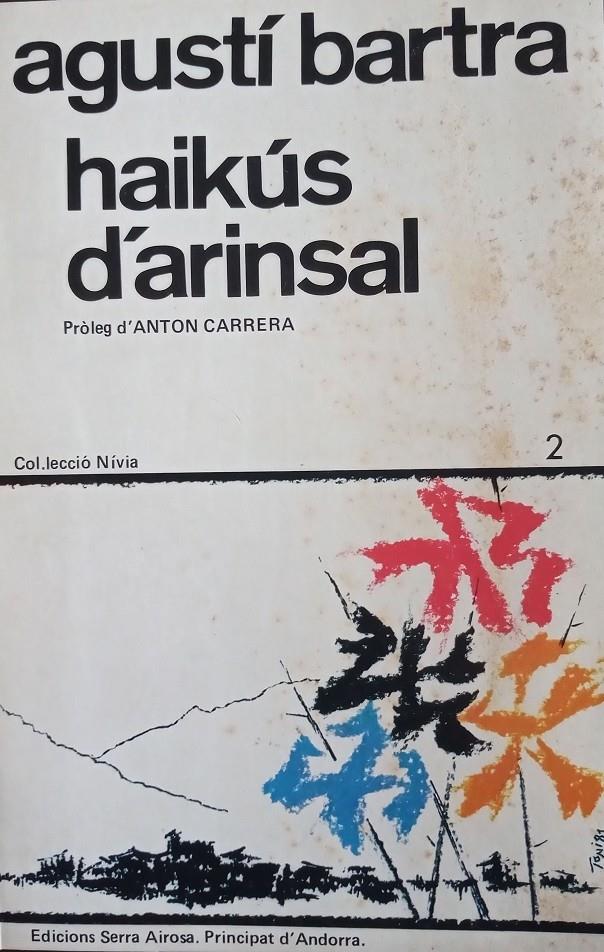 agustí bartra
haikús
d'arinsal
Pròleg d'ANTON CARRERA
Col.lecció Nívia
2
Toni 81
Edicions Serra Airosa. Principat d'Andorra.